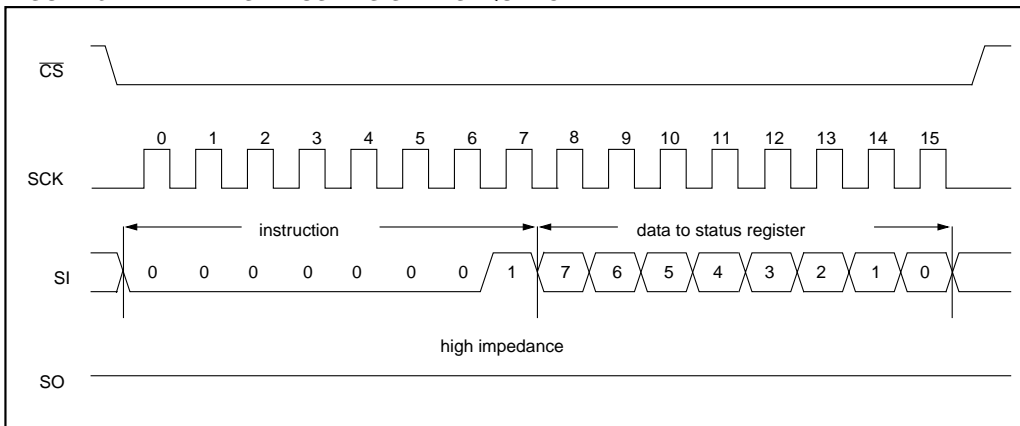 CS
0 1 2 3 4 5 6 7 8 9 10 11 12 13 14 15
SCK
instruction data to status register
SI 0 0 0 0 0 0 0 1 7 6 5 4 3 2 1 0
high impedance
SO